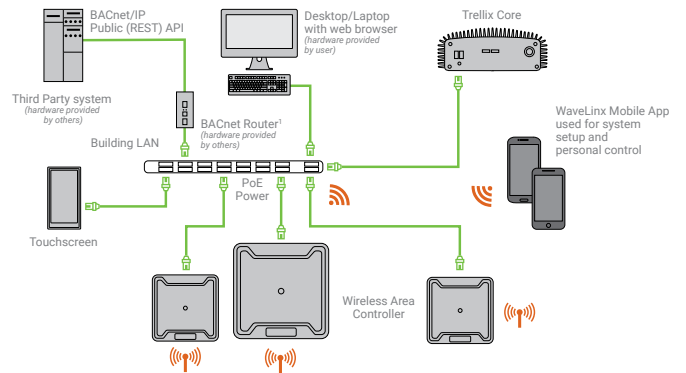 BACnet/IP
Public (REST) API
Desktop/Laptop
with web browser
(hardware provided
by user)
Trellix Core
Third Party system
(hardware provided
by others)
BACnet Router¹
(hardware provided
by others)
Building LAN
WaveLinx Mobile App
used for system
setup and
personal control
PoE
Power
Touchscreen
Wireless Area
Controller